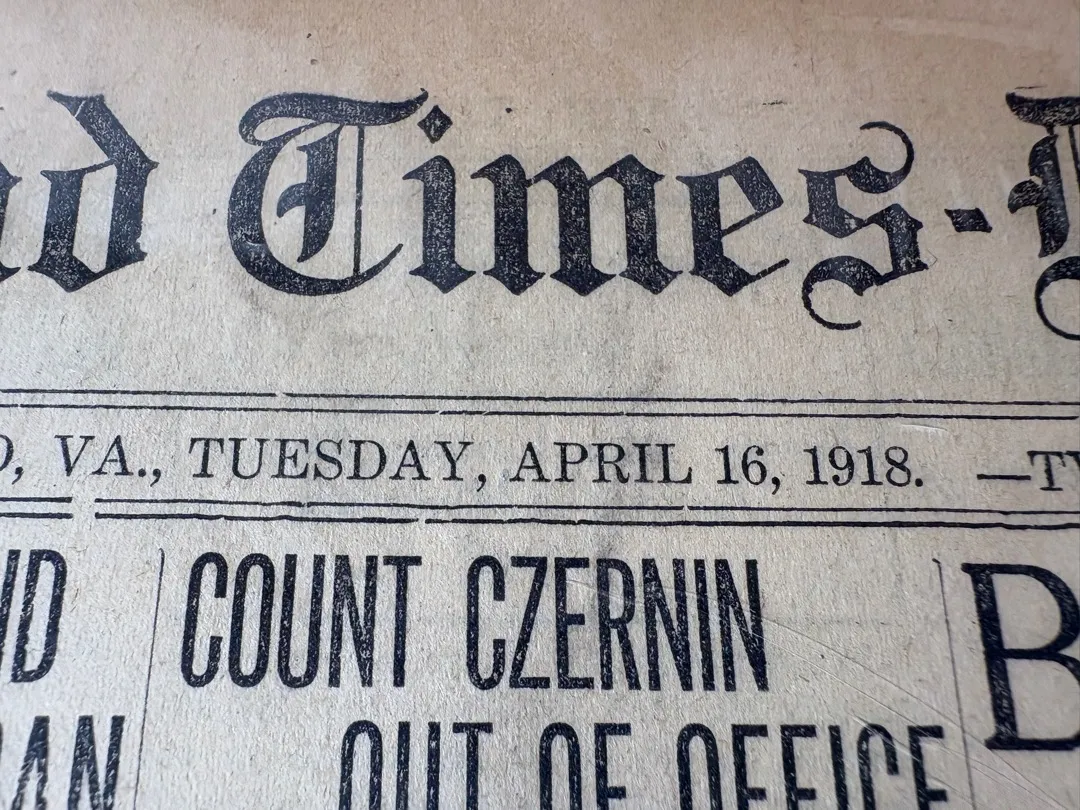 d Times-
VA., TUESDAY, APRIL 16, 1918.
COUNT CZERNIN
OUT OF OFFICE